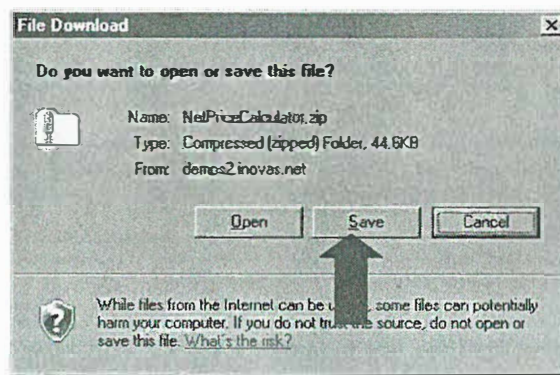 File Download
Do you want to open or save this file?
Name: NetPriceCalculator.zip
Type: Compressed (zipped) Folder, 44.6KB
From: demos2.inovas.net
Open Save Cancel
While files from the Internet can be some files can potentially
harm your computer. If you do not trust the source, do not open or
save this file. What's the risk?